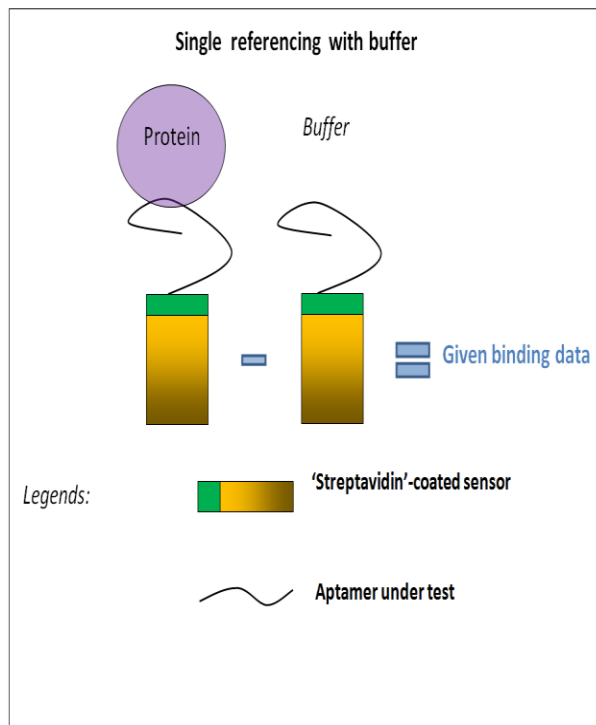 Single referencing with buffer
Protein
Buffer
Given binding data
Legends:
‘Streptavidin’-coated sensor
Aptamer under test